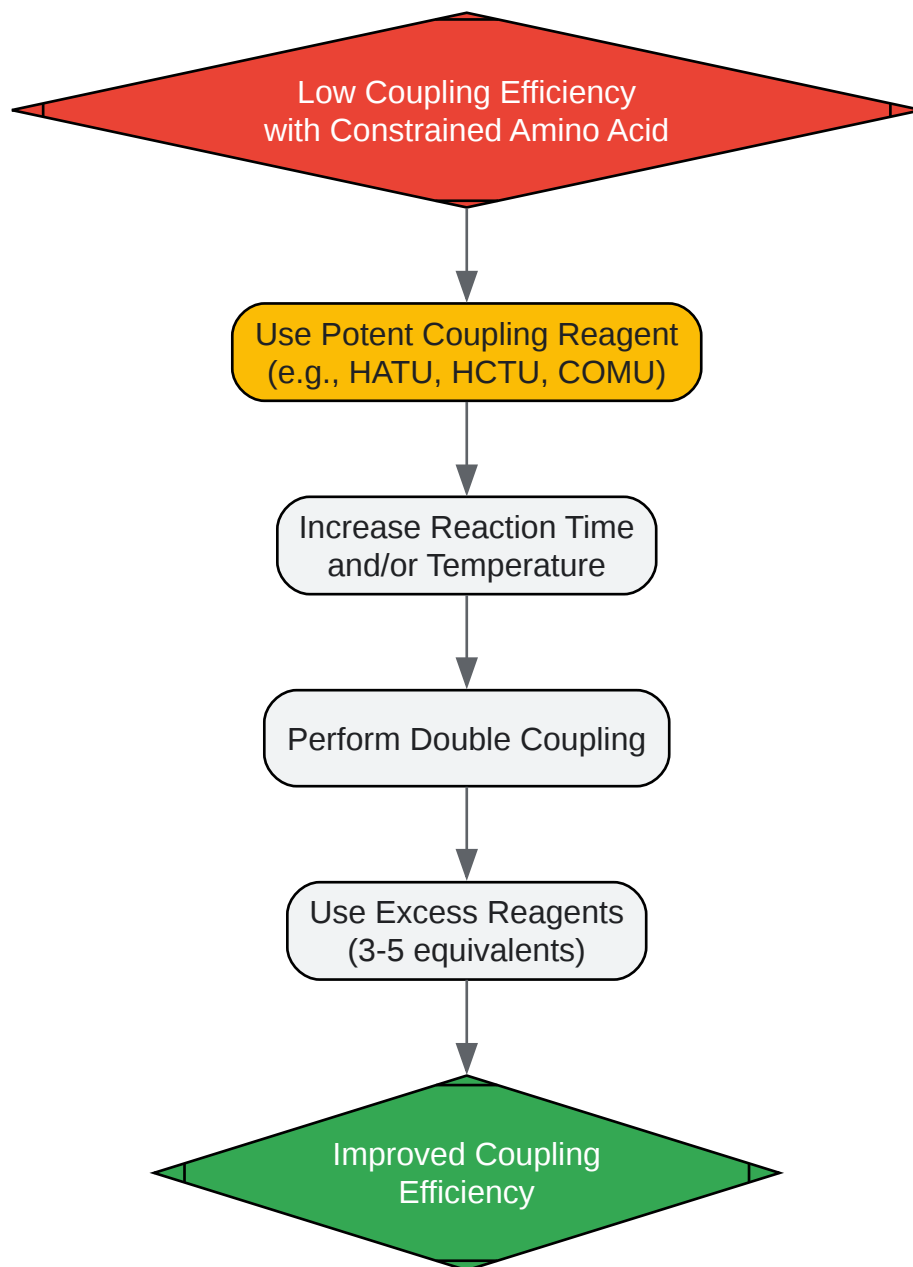 Low Coupling Efficiency
with Constrained Amino Acid
Use Potent Coupling Reagent
(e.g., HATU, HCTU, COMU)
Increase Reaction Time
and/or Temperature
Perform Double Coupling
Use Excess Reagents
(3-5 equivalents)
Improved Coupling
Efficiency